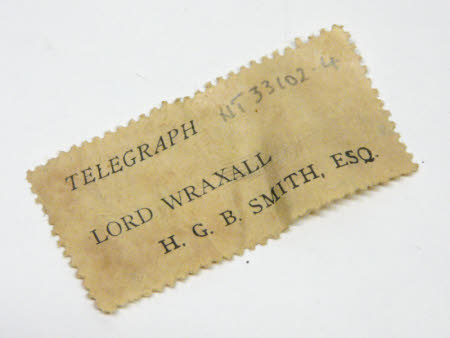 TELEGRAPH NT 33102.4
LORD WRAXALL
H. G. B. SMITH, ESQ.